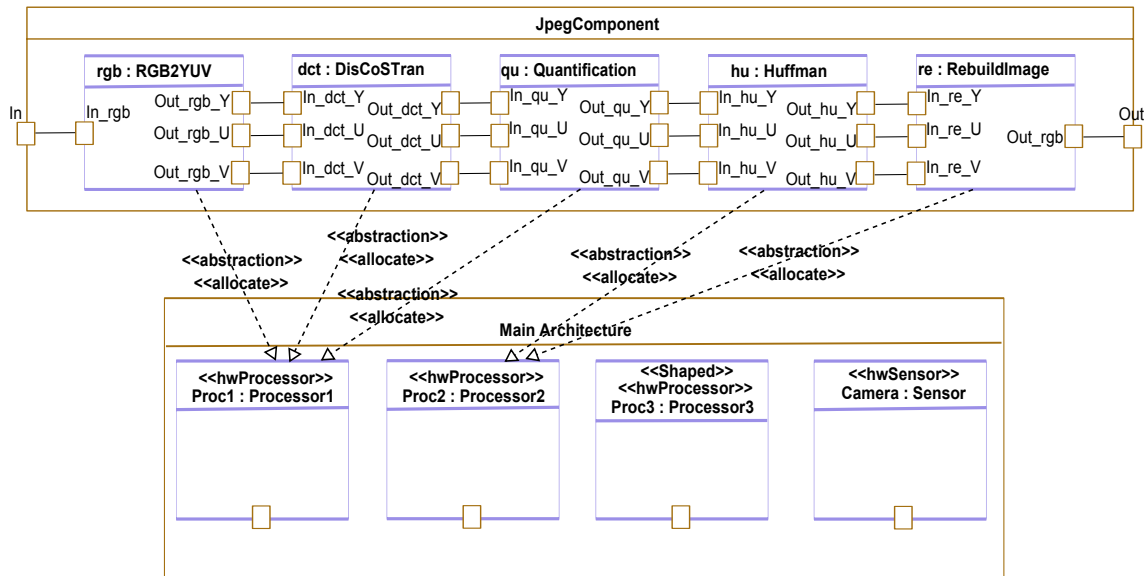 JpegComponent
rgb : RGB2YUV
dct : DisCoSTran
qu : Quantification
hu : Huffman
re : RebuildImage
In
In_rgb
Out_rgb_Y
Out_rgb_U
Out_rgb_V
In_dct_Y
In_dct_U
In_dct_V
Out_dct_Y
Out_dct_U
Out_dct_V
In_qu_Y
In_qu_U
In_qu_V
Out_qu_Y
Out_qu_U
Out_qu_V
In_hu_Y
In_hu_U
In_hu_V
Out_hu_Y
Out_hu_U
Out_hu_V
In_re_Y
In_re_U
In_re_V
Out_rgb
Out
<<abstraction>>
<<allocate>>
<<abstraction>>
<<allocate>>
<<abstraction>>
<<allocate>>
<<abstraction>>
<<allocate>>
<<abstraction>>
<<allocate>>
Main Architecture
<<hwProcessor>>
Proc1 : Processor1
<<hwProcessor>>
Proc2 : Processor2
<<Shaped>>
<<hwProcessor>>
Proc3 : Processor3
<<hwSensor>>
Camera : Sensor